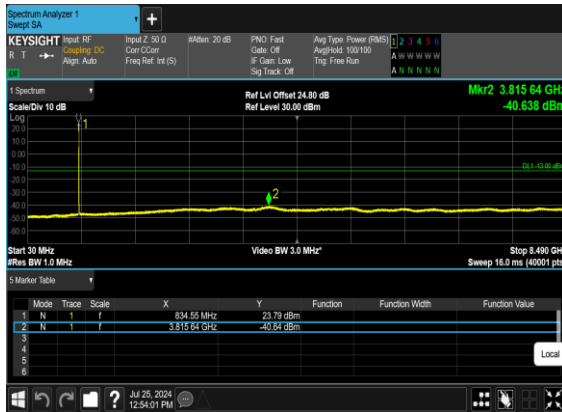 Spectrum Analyzer 1
Swept SA
+
KEYSIGHT Input: RF Input Z: 50 Ω #Atten: 20 dB PNO: Fast Avg Type: Power (RMS) 1 2 3 4 5 6
R T Coupling: DC Corr CCorr Gate: Off Avg|Hold: 100/100 A W W W W W
Align: Auto Freq Ref: Int (S) IF Gain: Low Trig: Free Run
Sig Track: Off A N N N N N
1 Spectrum Ref Lvl Offset 24.80 dB Mkr2 3.815 64 GHz
Scale/Div 10 dB Ref Level 30.00 dBm -40.638 dBm
Log
1
20.0
10.0
0.00
-10.0 DL1 -13.00 dBm
-20.0
-30.0
2
-40.0
-50.0
-60.0
Start 30 MHz Video BW 3.0 MHz* Stop 8.490 GH
#Res BW 1.0 MHz Sweep 16.0 ms (40001 pts
5 Marker Table
Mode Trace Scale X Y Function Function Width Function Value
1 N 1 f 834.55 MHz 23.79 dBm
2 N 1 f 3.815 64 GHz -40.64 dBm
3
4
5
6
Local
? Jul 25, 2024
12:54:01 PM